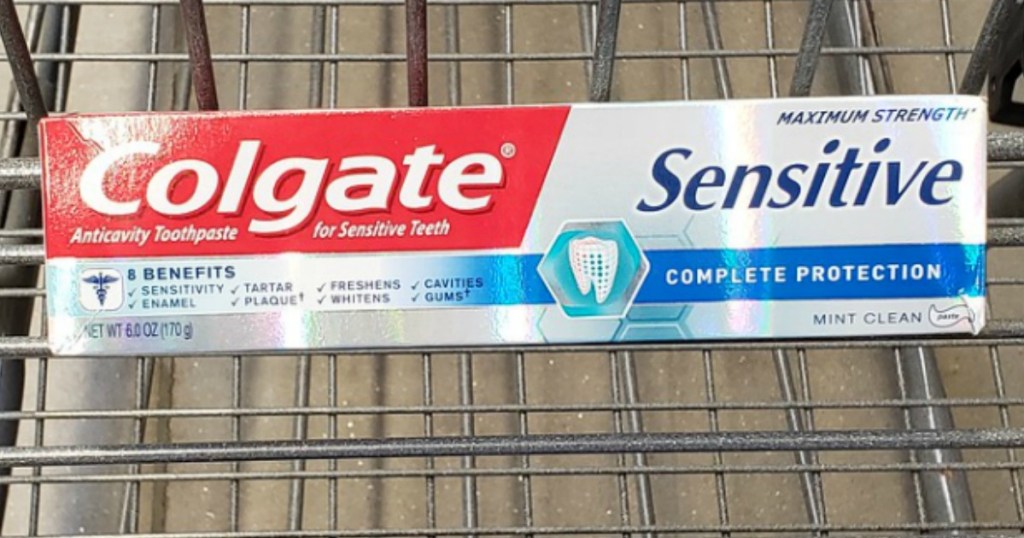 MAXIMUM STRENGTH*
Colgate®
Sensitive
Anticavity Toothpaste for Sensitive Teeth
8 BENEFITS
✓ SENSITIVITY ✓ TARTAR ✓ FRESHENS ✓ CAVITIES
✓ ENAMEL ✓ PLAQUE† ✓ WHITENS ✓ GUMS†
COMPLETE PROTECTION
NET WT 6.0 OZ (170 g)
MINT CLEAN paste